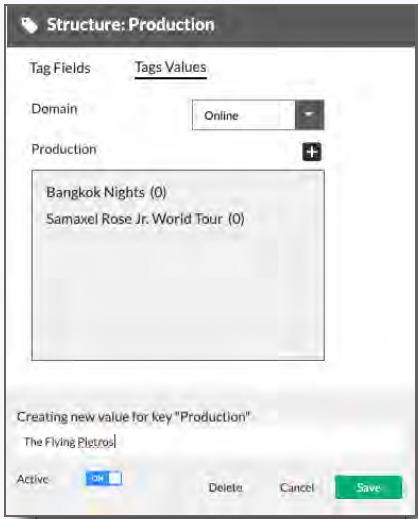 Structure: Production
Tag Fields Tags Values
Domain Online
Production
Bangkok Nights (0)
Samaxel Rose Jr. World Tour (0)
Creating new value for key "Production"
The Flying Pietros
Active ON Delete Cancel Save